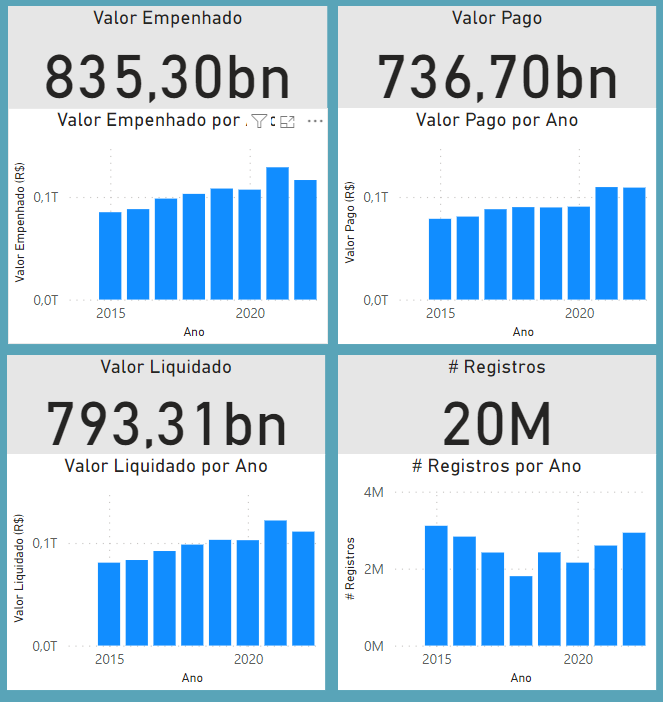 Valor Empenhado
835,30bn
Valor Empenhado por
Valor Empenhado (R$)
0,1T
0,0T
2015
2020
Ano
Valor Pago
736,70bn
Valor Pago por Ano
Valor Pago (R$)
0,1T
0,0T
2015
2020
Ano
Valor Liquidado
793,31bn
Valor Liquidado por Ano
Valor Liquidado (R$)
0,1T
0,0T
2015
2020
Ano
# Registros
20M
# Registros por Ano
# Registros
4M
2M
0M
2015
2020
Ano